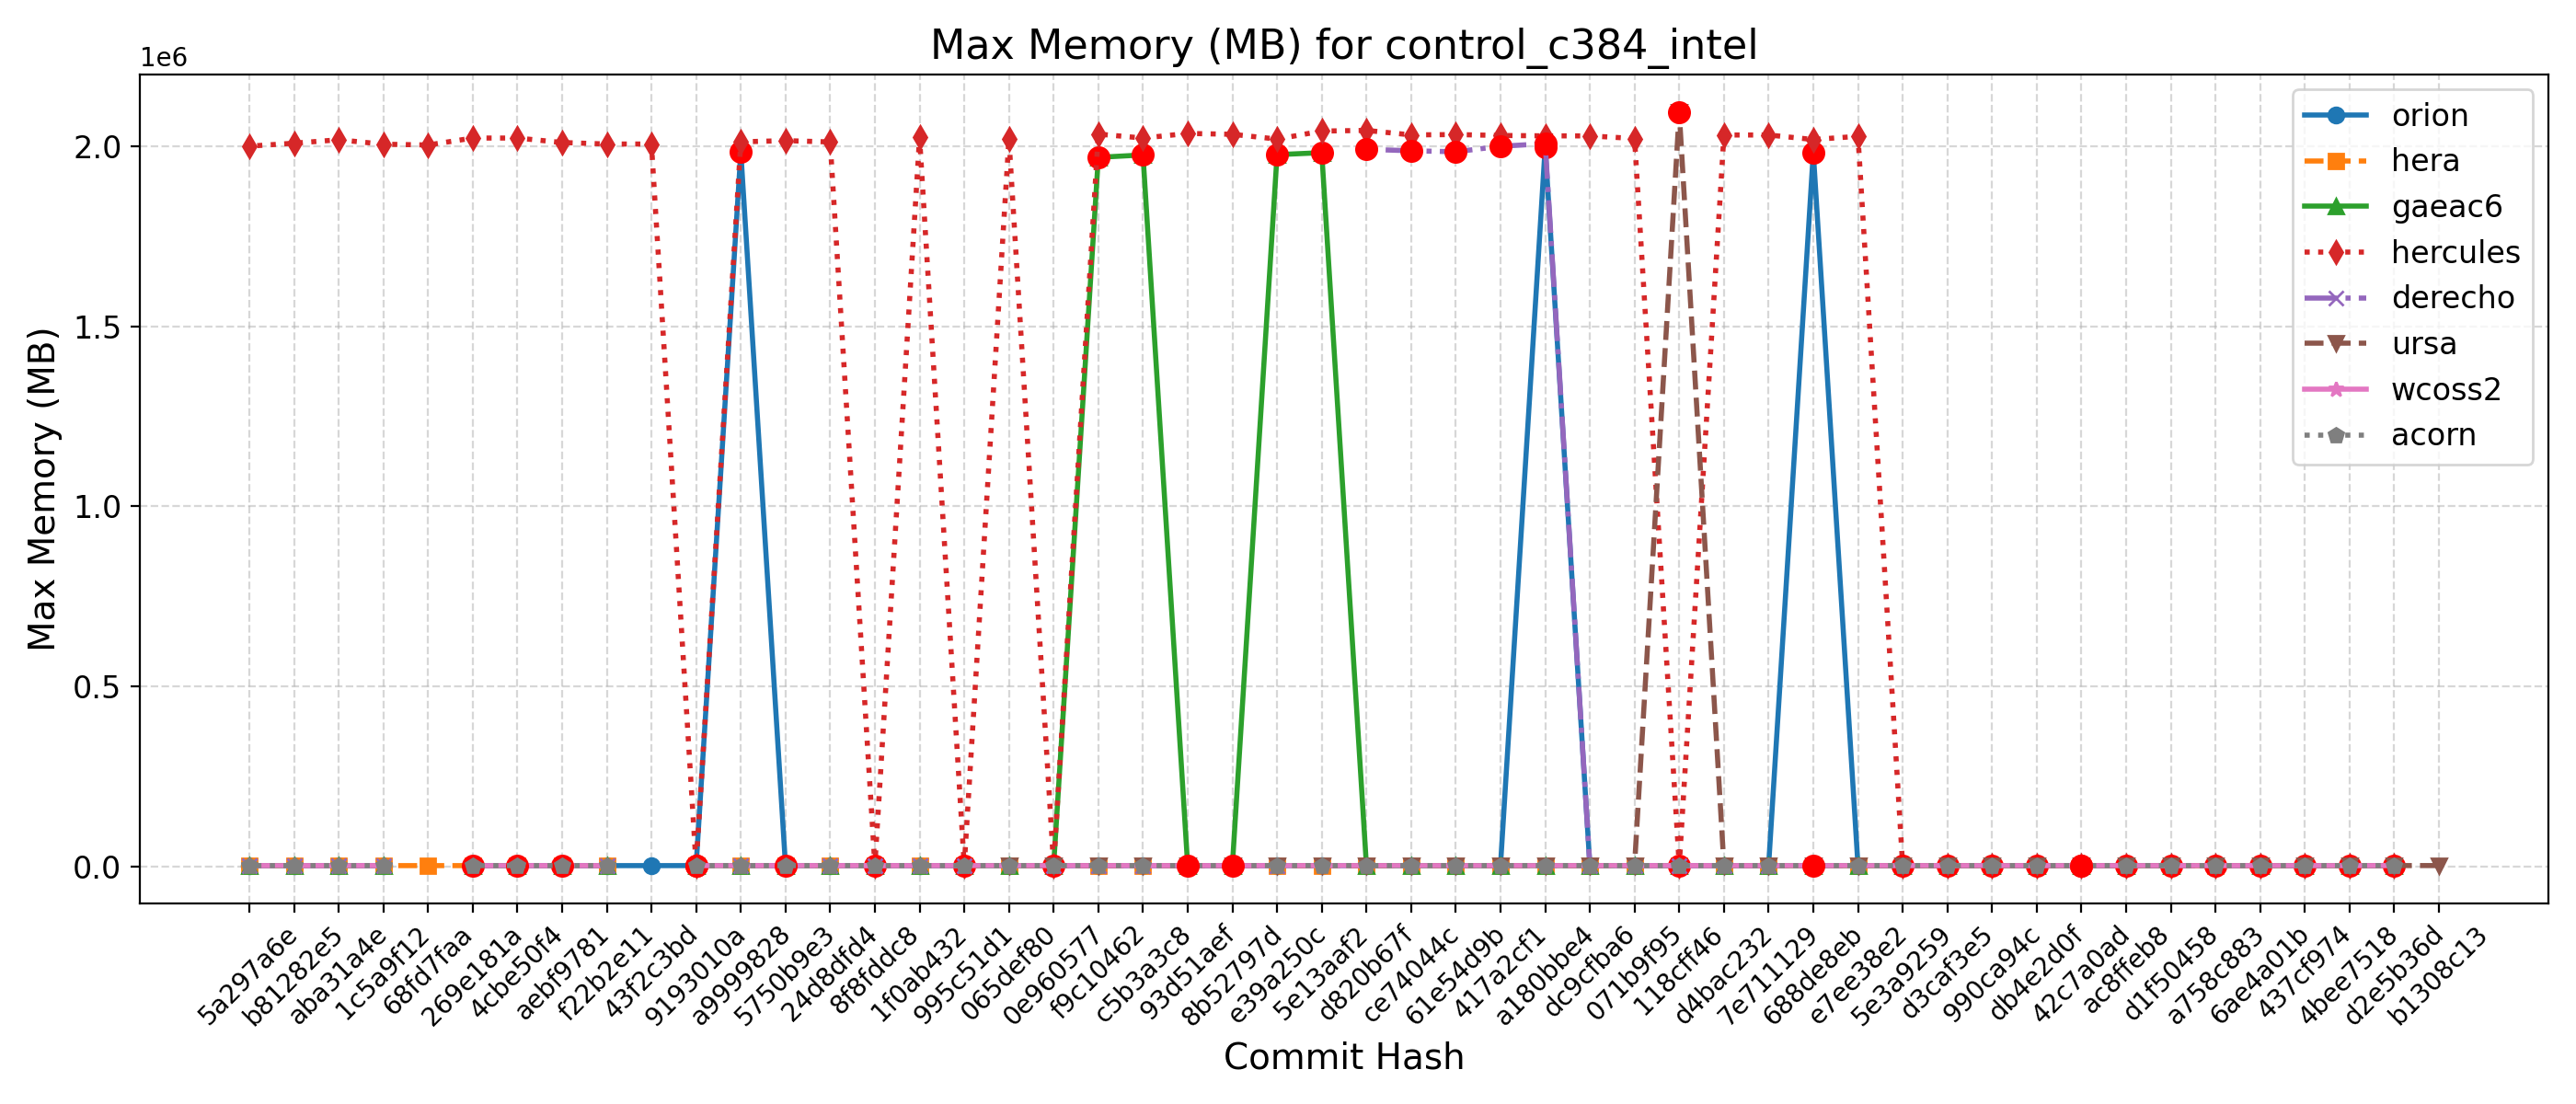 Max Memory (MB) for control_c384_intel
1e6
Max Memory (MB)
2.0
1.5
1.0
0.5
0.0
orion
hera
gaeac6
hercules
derecho
ursa
wcoss2
acorn
5a297a6e
b81282e5
aba31a4e
1c5a9f12
68fd7faa
269e181a
4cbe50f4
aebf9781
f22b2e11
43f2c3bd
9193010a
a9999828
5750b9e3
24d8dfd4
8f8fddc8
1f0ab432
995c51d1
065def80
0e960577
f9c10462
c5b3a3c8
93d51aef
8b52797d
e39a250c
5e13aaf2
d820b67f
ce74044c
61e54d9b
417a2cf1
a180bbe4
dc9cfba6
071b9f95
118cff46
d4bac232
7e711129
688de8eb
e7ee38e2
5e3a9259
d3caf3e5
990ca94c
db4e2d0f
42c7a0ad
ac8ffeb8
d1f50458
a758c883
6ae4a01b
437cf974
4bee7518
d2e5b36d
b1308c13
Commit Hash